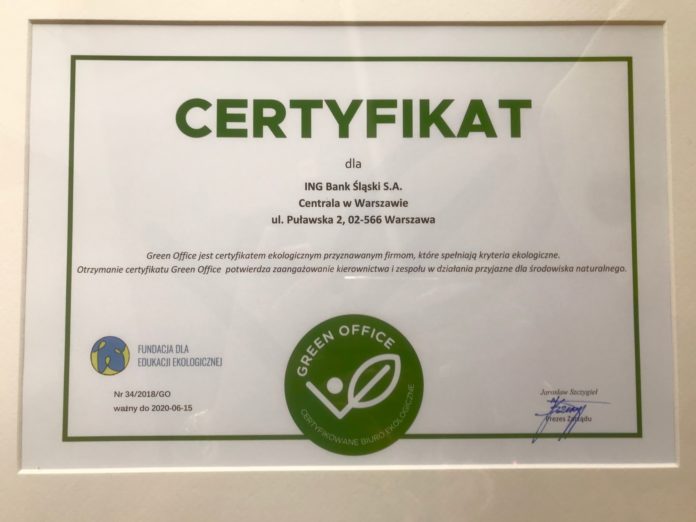 CERTYFIKAT
dla
ING Bank Śląski S.A.
Centrala w Warszawie
ul. Puławska 2, 02-566 Warszawa
Green Office jest certyfikatem ekologicznym przyznawanym firmom, które spełniają kryteria ekologiczne.
Otrzymanie certyfikatu Green Office potwierdza zaangażowanie kierownictwa i zespołu w działania przyjazne dla środowiska naturalnego.
FUNDACJA DLA
EDUKACJI EKOLOGICZNEJ
Nr 34/2018/GO
ważny do 2020-06-15
GREEN OFFICE
CERTYFIKOWANE BIURO EKOLOGICZNE
Jarosław Szczygieł
Prezes Zarządu